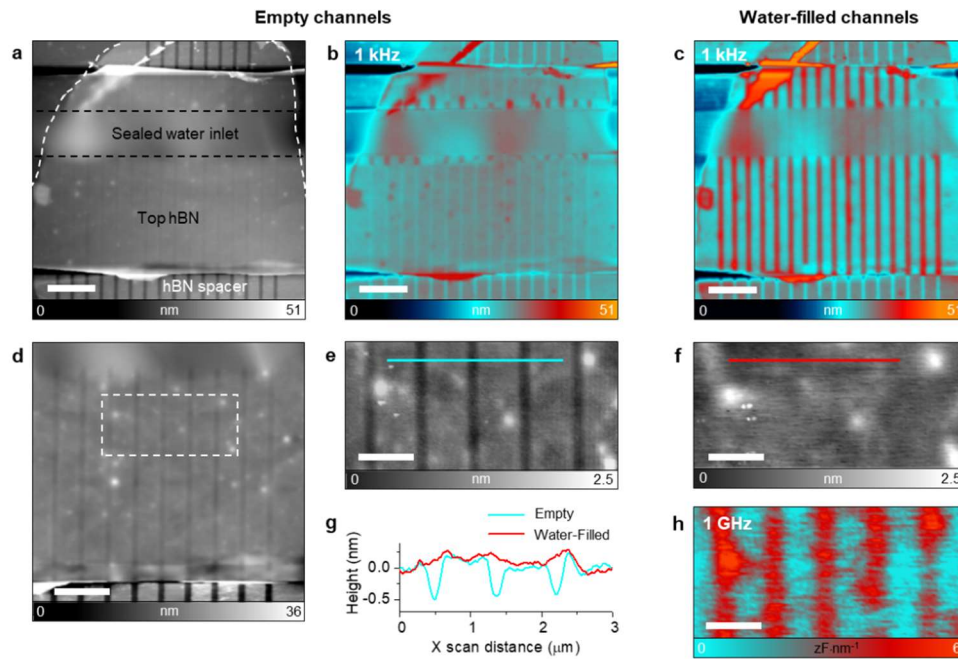 Empty channels
Water-filled channels
a
b
1 kHz
c
1 kHz
Sealed water inlet
Top hBN
hBN spacer
0 nm 51
0 nm 51
0 nm 51
d
e
f
0 nm 2.5
0 nm 2.5
g
Empty
Water-Filled
h
1 GHz
Height (nm)
0.0
-0.5
0 1 2 3
X scan distance (μm)
0 nm 36
0 zF·nm⁻¹ 6